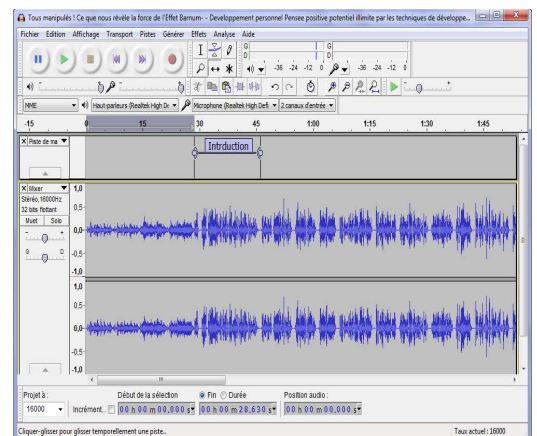 Tous manipulés ! Ce que nous révèle la force de l'Effet Barnum- - Developpement personnel Pensee positive potentiel illimite par les techniques de développe...
Fichier Edition Affichage Transport Pistes Générer Effets Analyse Aide
G
D
-36 -24 -12 0
G
D
-36 -24 -12 0
MME
Haut-parleurs (Realtek High De
Microphone (Realtek High Defi
2 canaux d'entrée
-15 0 15 30 45 1:00 1:15 1:30 1:45
X Piste de ma
Intrduction
X Mixer
Stéréo, 16000Hz
32 bits flottant
Muet Solo
- +
G D
1,0
0,5-
0,0-
-0,5-
-1,0
1,0
0,5-
0,0-
-0,5-
-1,0
Projet à :
Début de la sélection
Fin
Durée
Position audio :
16000
Incrément..
00 h 00 m 00,000 s
00 h 00 m 28,630 s
00 h 00 m 00,000 s
Cliquer-glisser pour glisser temporellement une piste..
Taux actuel : 16000